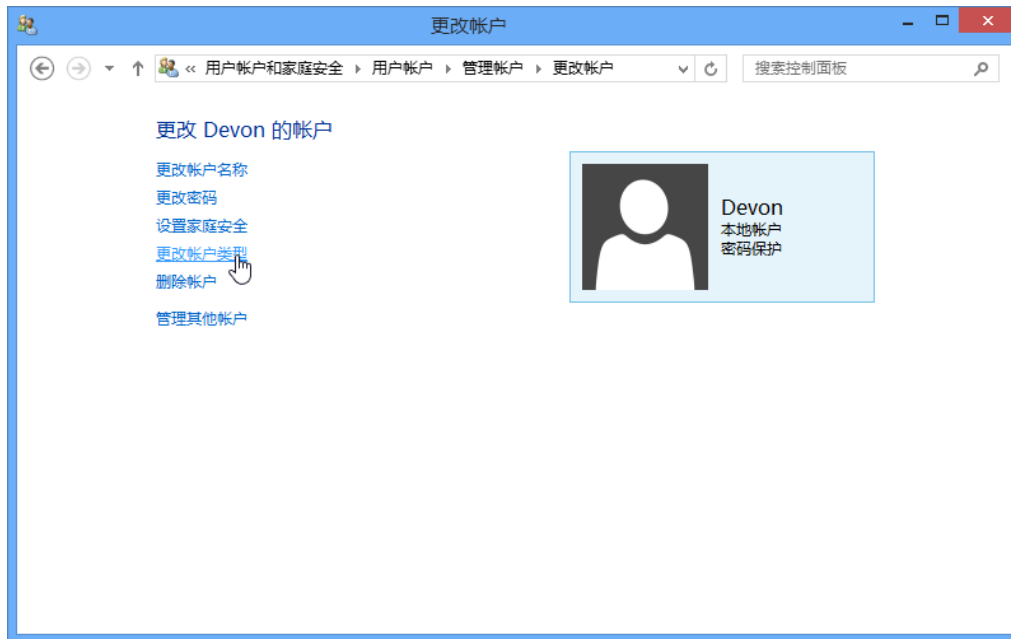 更改帐户
« 用户帐户和家庭安全 ▸ 用户帐户 ▸ 管理帐户 ▸ 更改帐户
搜索控制面板
更改 Devon 的帐户
更改帐户名称
更改密码
设置家庭安全
更改帐户类型
删除帐户
管理其他帐户
Devon
本地帐户
密码保护